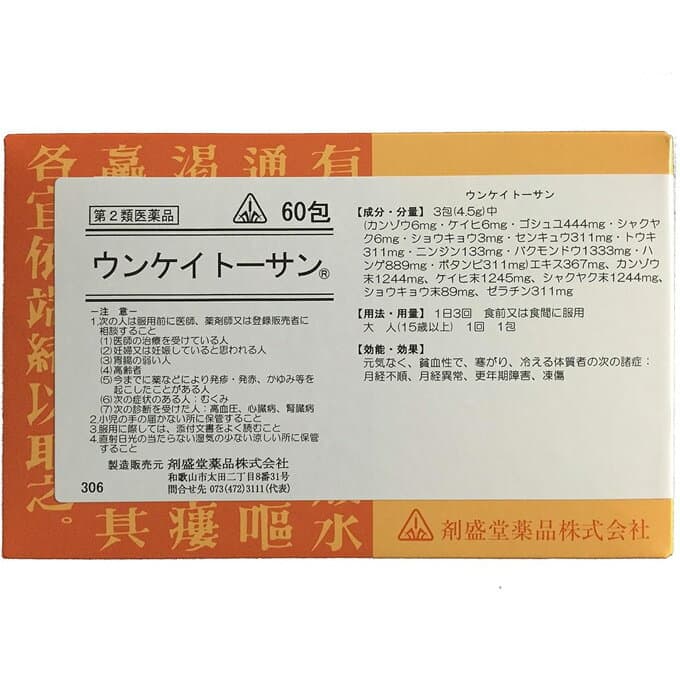 第2類医薬品
60包
ウンケイトーサン®
―注 意―
1.次の人は服用前に医師、薬剤師又は登録販売者に
相談すること
(1)医師の治療を受けている人
(2)妊婦又は妊娠していると思われる人
(3)胃腸の弱い人
(4)高齢者
(5)今までに薬などにより発疹・発赤、かゆみ等を
起こしたことがある人
(6)次の症状のある人:むくみ
(7)次の診断を受けた人:高血圧、心臓病、腎臓病
2.小児の手の届かない所に保管すること
3.服用に際しては、添付文書をよく読むこと
4.直射日光の当たらない湿気の少ない涼しい所に保管
すること
製造販売元 剤盛堂薬品株式会社
和歌山市太田二丁目8番31号
306
問合せ先 073(472)3111(代表)
ウンケイトーサン
【成分・分量】3包(4.5g)中
(カンゾウ6mg・ケイヒ6mg・ゴシュユ444mg・シャクヤ
ク6mg・ショウキョウ3mg・センキュウ311mg・トウキ
311mg・ニンジン133mg・バクモンドウ1333mg・ハ
ンゲ889mg・ボタンピ311mg)エキス367mg、カンゾウ
末1244mg、ケイヒ末1245mg、シャクヤク末1244mg、
ショウキョウ末89mg、ゼラチン311mg
【用法・用量】1日3回 食前又は食間に服用
大 人(15歳以上) 1回 1包
【効能・効果】
元気なく、貧血性で、塞がり、冷える体質者の次の諸症:
月経不順、月経異常、更年期障害、凍傷
剤盛堂薬品株式会社
有
通
渇
羸
各宜依端緒以取之。
水
嘔
瘻
其